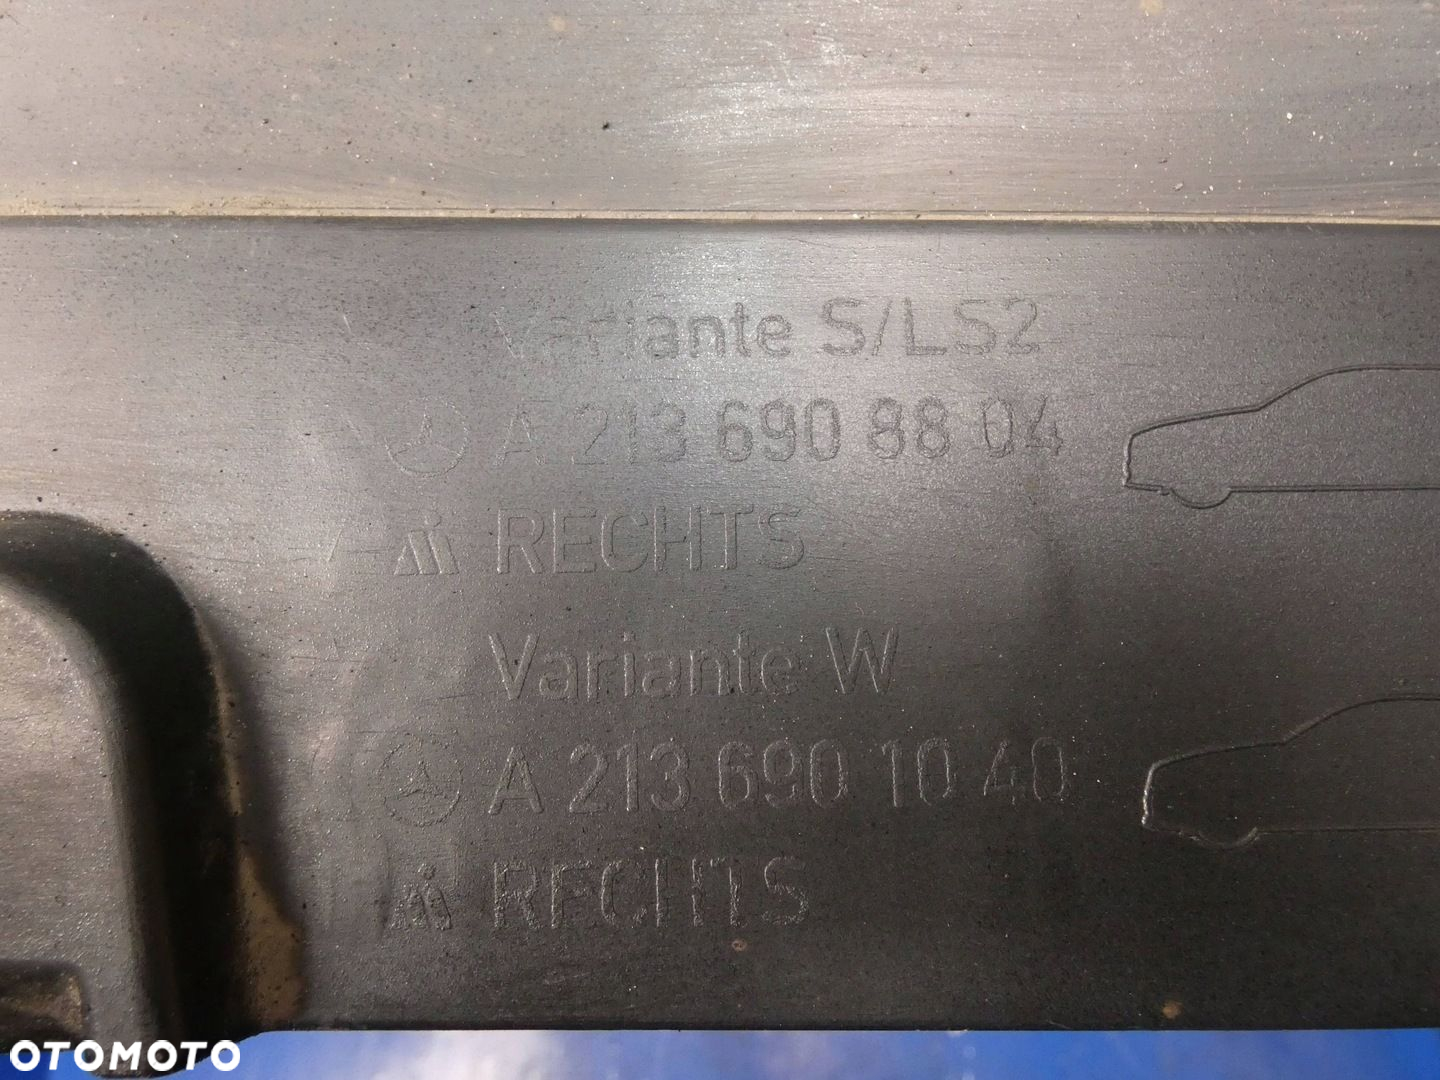 Variante S/LS2
A 213 690 88 04
RECHTS
Variante W
A 213 690 10 40
RECHTS
OTOMOTO